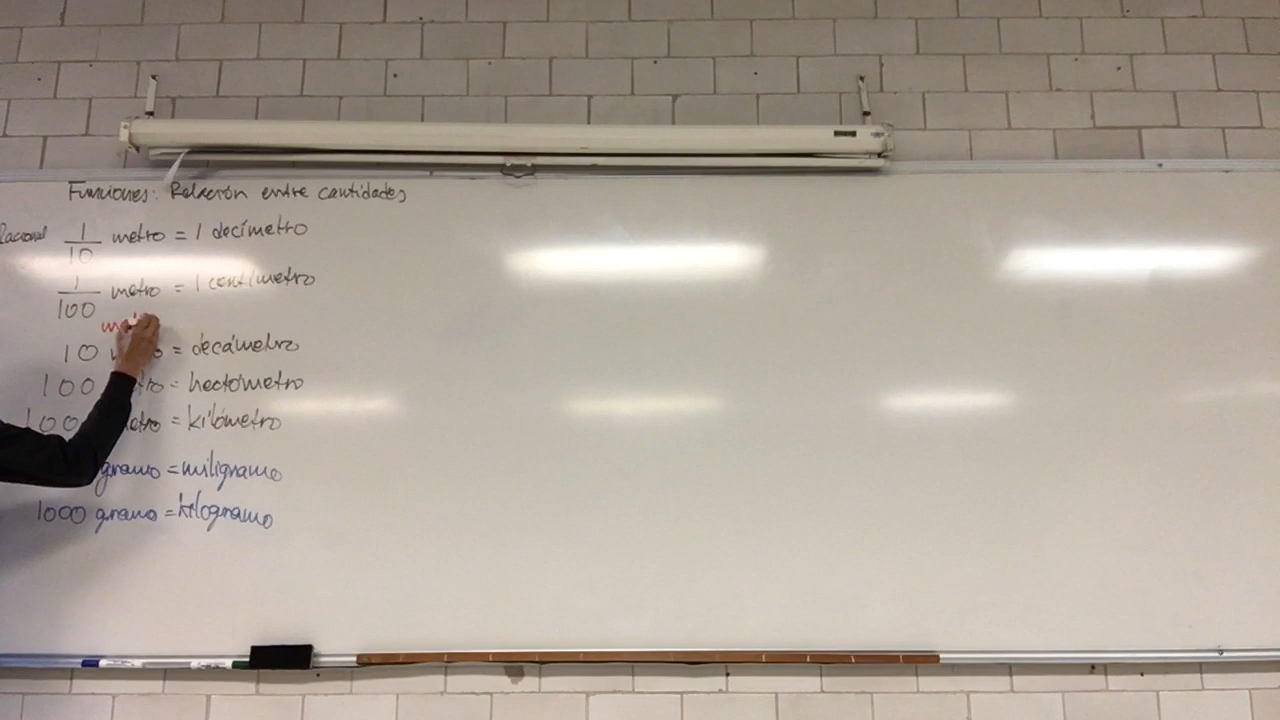 Funciones: Relación entre cantidades
1/10 metro = 1 decímetro
1/100 metro = 1 centímetro
10 = decámetro
100 = hectómetro
= kilómetro
gramo = miligramo
1000 gramo = kilogramo